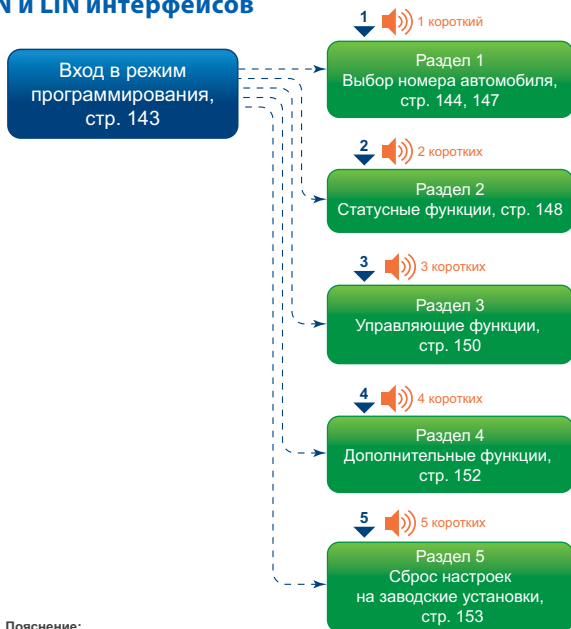 N и LIN интерфейсов
Вход в режим
программирования,
стр. 143
1 1 короткий
Раздел 1
Выбор номера автомобиля,
стр. 144, 147
2 2 коротких
Раздел 2
Статусные функции, стр. 148
3 3 коротких
Раздел 3
Управляющие функции,
стр. 150
4 4 коротких
Раздел 4
Дополнительные функции,
стр. 152
5 5 коротких
Раздел 5
Сброс настроек
на заводские установки,
стр. 153
Пояснение: